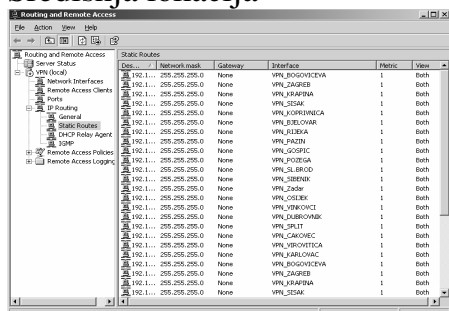 Središnja lokacija
Routing and Remote Access
File Action View Help
Routing and Remote Access
Server Status
VPN (local)
Network Interfaces
Remote Access Clients
Ports
IP Routing
General
Static Routes
DHCP Relay Agent
IGMP
Remote Access Policies
Remote Access Logging
Static Routes
Des... Network mask Gateway Interface Metric View
192.1... 255.255.255.0 None VPN_BOGOVICEVA 1 Both
192.1... 255.255.255.0 None VPN_ZAGREB 1 Both
192.1... 255.255.255.0 None VPN_KRAPINA 1 Both
192.1... 255.255.255.0 None VPN_SISAK 1 Both
192.1... 255.255.255.0 None VPN_KOPRIVNICA 1 Both
192.1... 255.255.255.0 None VPN_BJELOVAR 1 Both
192.1... 255.255.255.0 None VPN_RIJEKA 1 Both
192.1... 255.255.255.0 None VPN_PAZIN 1 Both
192.1... 255.255.255.0 None VPN_GOSPIC 1 Both
192.1... 255.255.255.0 None VPN_POZEGA 1 Both
192.1... 255.255.255.0 None VPN_SL.BROD 1 Both
192.1... 255.255.255.0 None VPN_SIBENIK 1 Both
192.1... 255.255.255.0 None VPN_Zadar 1 Both
192.1... 255.255.255.0 None VPN_OSIJEK 1 Both
192.1... 255.255.255.0 None VPN_VINKOVCI 1 Both
192.1... 255.255.255.0 None VPN_DUBROVNIK 1 Both
192.1... 255.255.255.0 None VPN_SPLIT 1 Both
192.1... 255.255.255.0 None VPN_CAKOVEC 1 Both
192.1... 255.255.255.0 None VPN_VIROVITICA 1 Both
192.1... 255.255.255.0 None VPN_KARLOVAC 1 Both
192.1... 255.255.255.0 None VPN_BOGOVICEVA 1 Both
192.1... 255.255.255.0 None VPN_ZAGREB 1 Both
192.1... 255.255.255.0 None VPN_KRAPINA 1 Both
192.1... 255.255.255.0 None VPN_SISAK 1 Both